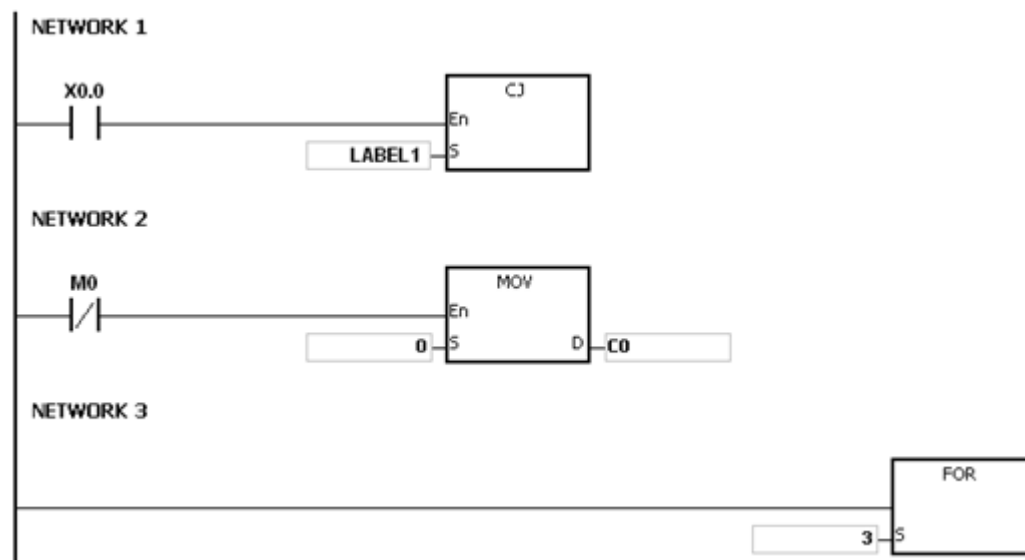 NETWORK 1
X0.0
CJ
En
LABEL1 S
NETWORK 2
M0
MOV
En
0 S D C0
NETWORK 3
FOR
3 S